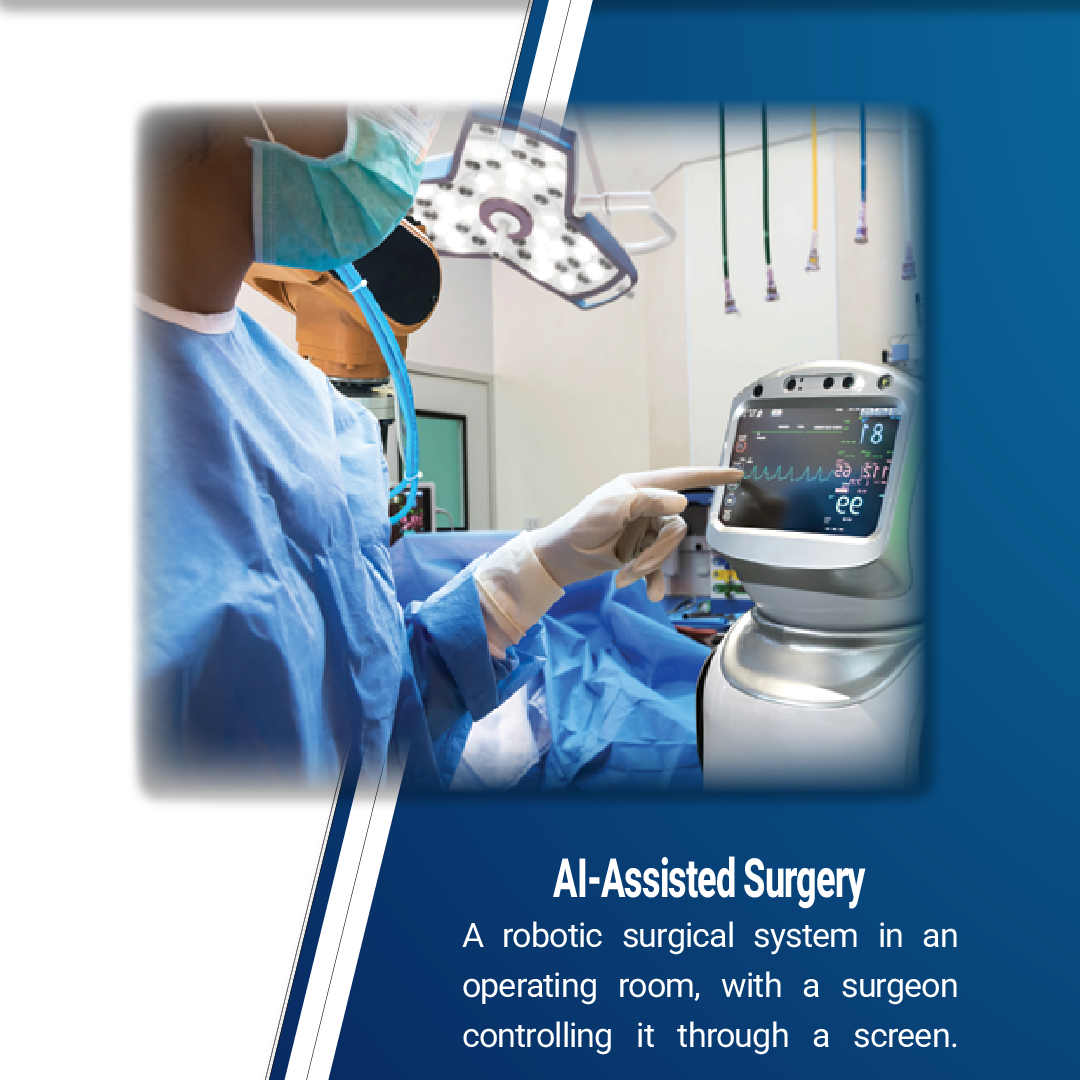 AI-Assisted Surgery
A robotic surgical system in an
operating room, with a surgeon
controlling it through a screen.